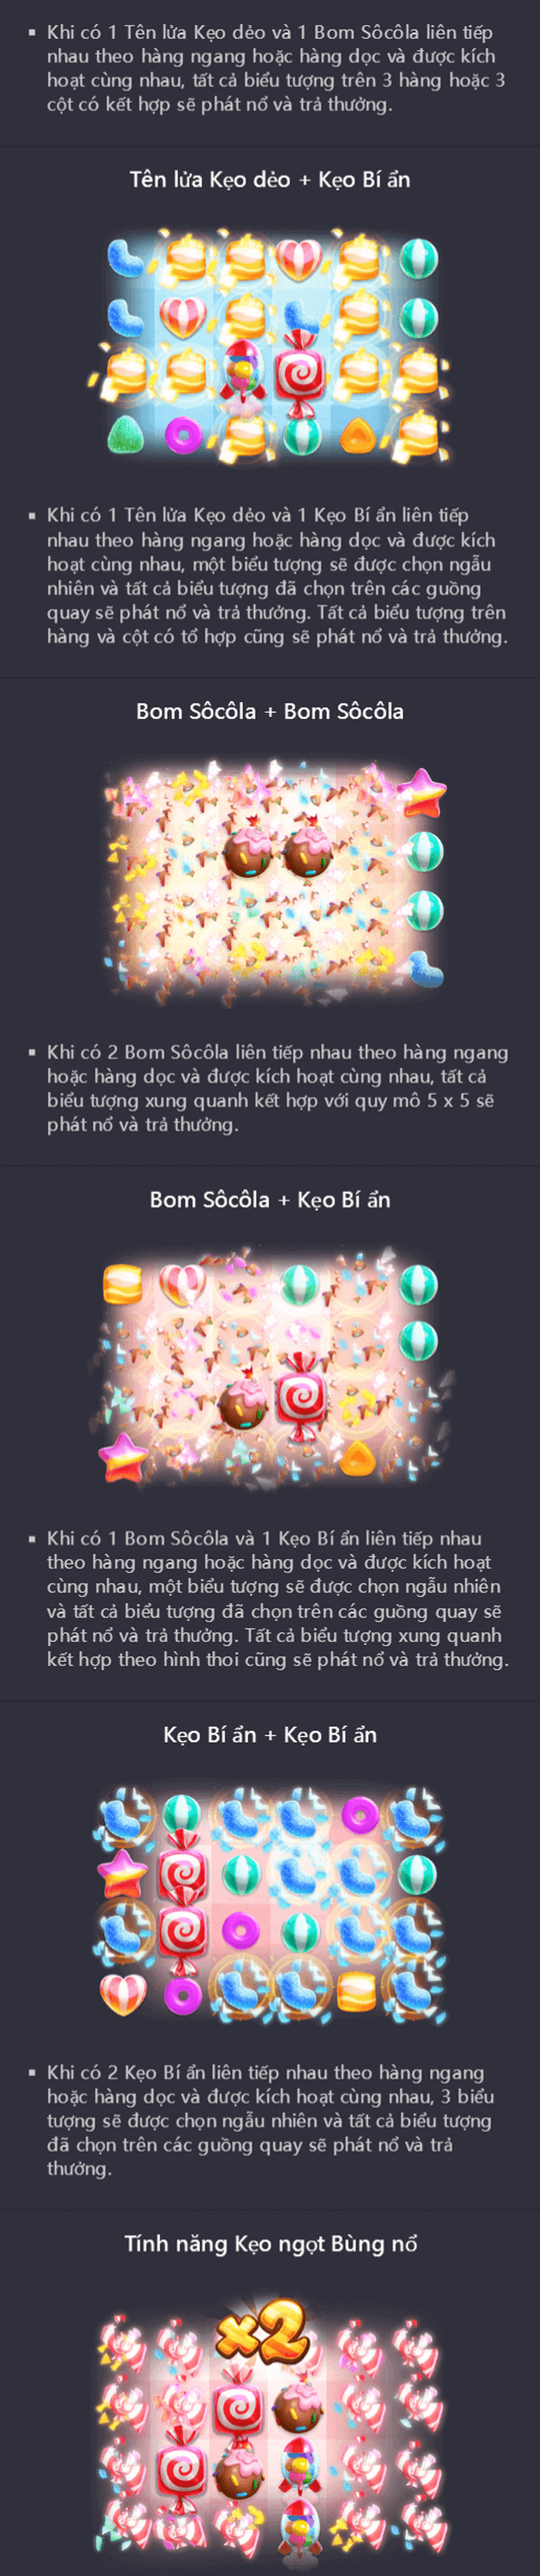 ▪ Khi có 1 Tên lửa Kẹo dẻo và 1 Bom Sôcôla liên tiếp
nhau theo hàng ngang hoặc hàng dọc và được kích
hoạt cùng nhau, tất cả biểu tượng trên 3 hàng hoặc 3
cột có kết hợp sẽ phát nổ và trả thưởng.
Tên lửa Kẹo dẻo + Kẹo Bí ẩn
▪ Khi có 1 Tên lửa Kẹo dẻo và 1 Kẹo Bí ẩn liên tiếp
nhau theo hàng ngang hoặc hàng dọc và được kích
hoạt cùng nhau, một biểu tượng sẽ được chọn ngẫu
nhiên và tất cả biểu tượng đã chọn trên các guồng
quay sẽ phát nổ và trả thưởng. Tất cả biểu tượng trên
hàng và cột có tổ hợp cũng sẽ phát nổ và trả thưởng.
Bom Sôcôla + Bom Sôcôla
▪ Khi có 2 Bom Sôcôla liên tiếp nhau theo hàng ngang
hoặc hàng dọc và được kích hoạt cùng nhau, tất cả
biểu tượng xung quanh kết hợp với quy mô 5 x 5 sẽ
phát nổ và trả thưởng.
Bom Sôcôla + Kẹo Bí ẩn
▪ Khi có 1 Bom Sôcôla và 1 Kẹo Bí ẩn liên tiếp nhau
theo hàng ngang hoặc hàng dọc và được kích hoạt
cùng nhau, một biểu tượng sẽ được chọn ngẫu nhiên
và tất cả biểu tượng đã chọn trên các guồng quay sẽ
phát nổ và trả thưởng. Tất cả biểu tượng xung quanh
kết hợp theo hình thoi cũng sẽ phát nổ và trả thưởng.
Kẹo Bí ẩn + Kẹo Bí ẩn
▪ Khi có 2 Kẹo Bí ẩn liên tiếp nhau theo hàng ngang
hoặc hàng dọc và được kích hoạt cùng nhau, 3 biểu
tượng sẽ được chọn ngẫu nhiên và tất cả biểu tượng
đã chọn trên các guồng quay sẽ phát nổ và trả
thưởng.
Tính năng Kẹo ngọt Bùng nổ
x2